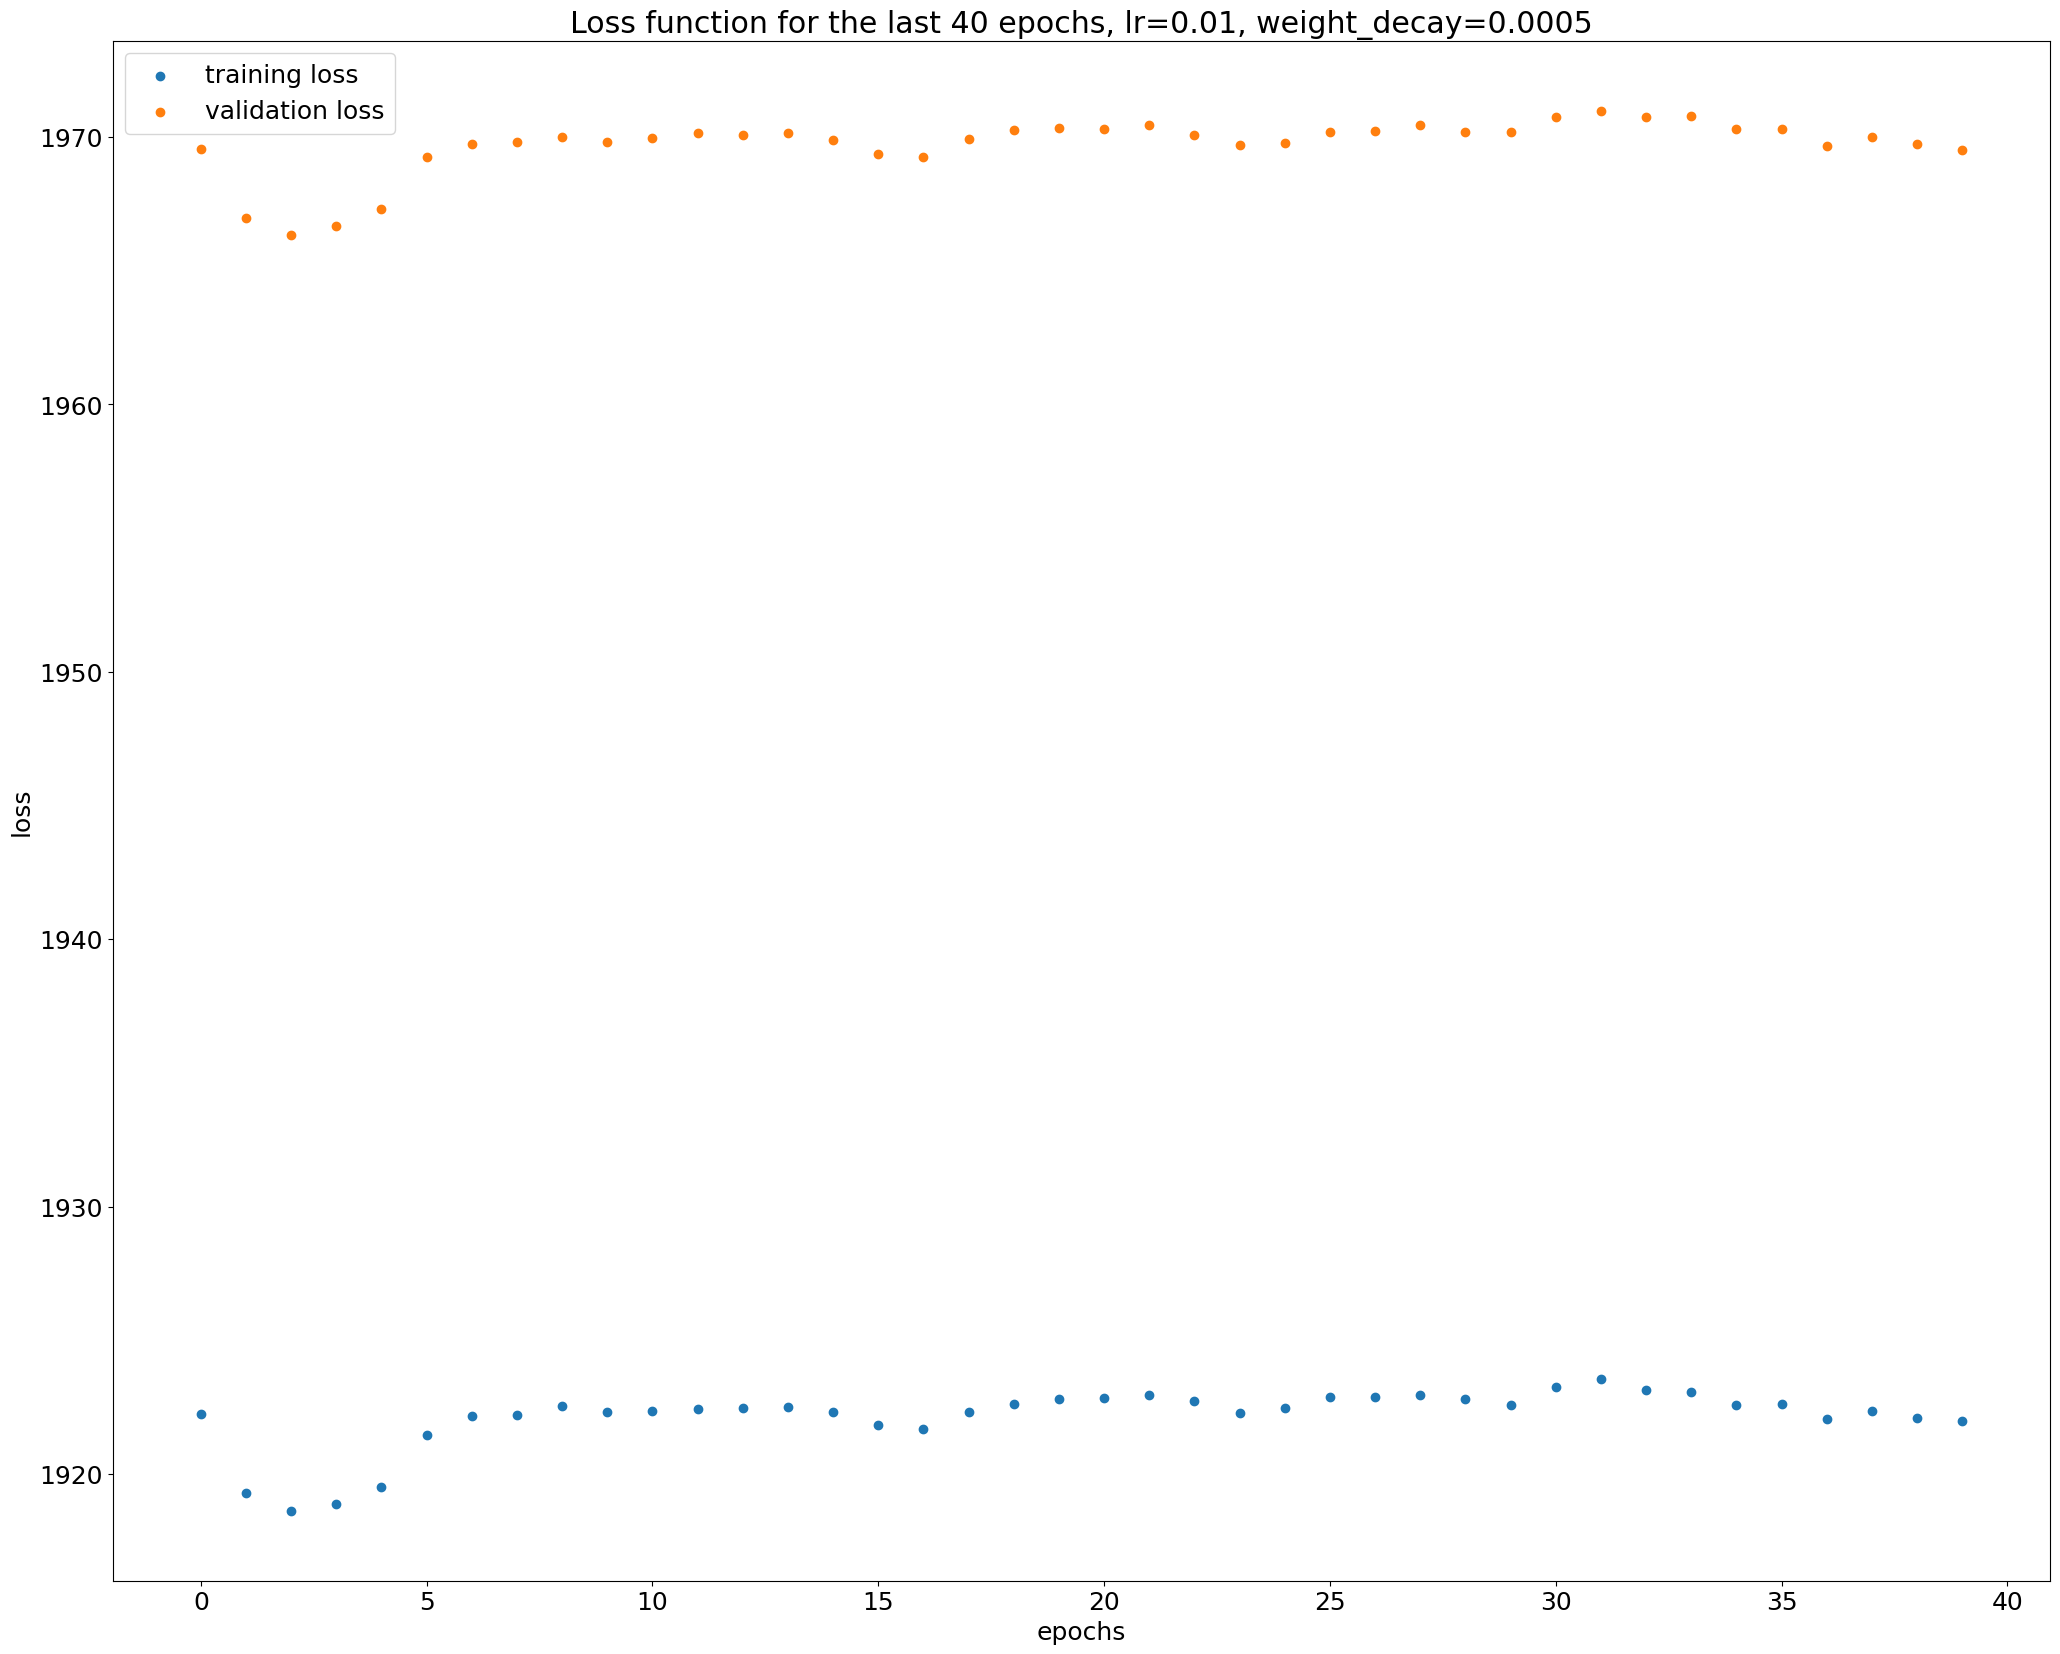 Loss function for the last 40 epochs, lr=0.01, weight_decay=0.0005
training loss
validation loss
1970
1960
1950
1940
1930
1920
loss
0 5 10 15 20 25 30 35 40
epochs